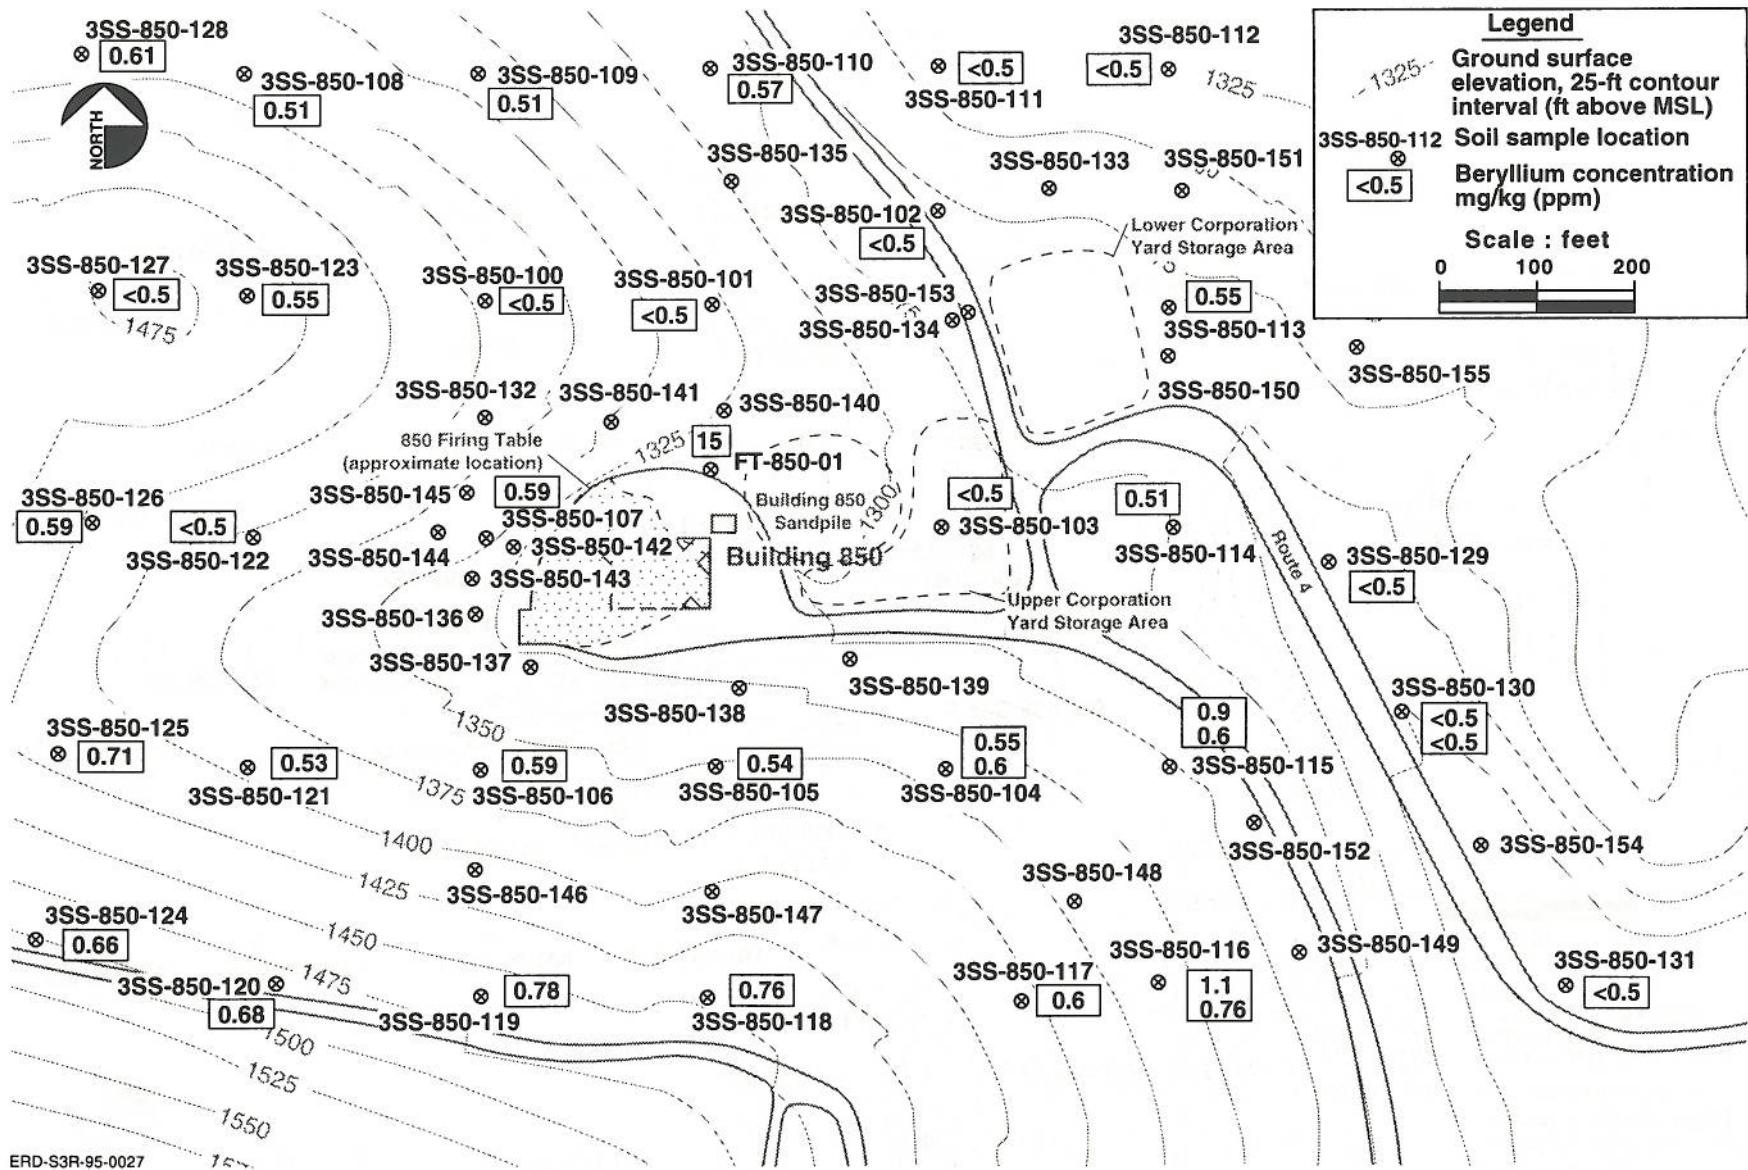 3SS-850-128
0.61
3SS-850-108
0.51
3SS-850-109
0.51
3SS-850-110
0.57
<0.5
3SS-850-111
3SS-850-112
<0.5
1325
Legend
1325
Ground surface
elevation, 25-ft contour
interval (ft above MSL)
3SS-850-112
Soil sample location
<0.5
Beryllium concentration
mg/kg (ppm)
Scale : feet
0
100
200
NORTH
3SS-850-135
3SS-850-133
3SS-850-151
3SS-850-102
<0.5
Lower Corporation
Yard Storage Area
3SS-850-127
<0.5
1475
3SS-850-123
0.55
3SS-850-100
<0.5
3SS-850-101
<0.5
3SS-850-153
3SS-850-134
0.55
3SS-850-113
3SS-850-150
3SS-850-155
3SS-850-132
3SS-850-141
3SS-850-140
850 Firing Table
(approximate location)
1325
15
FT-850-01
3SS-850-126
0.59
<0.5
3SS-850-122
3SS-850-145
0.59
3SS-850-107
3SS-850-144
3SS-850-142
3SS-850-143
3SS-850-136
3SS-850-137
Building 850
Sandpile
Building 850
1300
<0.5
3SS-850-103
0.51
3SS-850-114
Route 4
3SS-850-129
<0.5
Upper Corporation
Yard Storage Area
3SS-850-139
3SS-850-138
1350
3SS-850-130
<0.5
<0.5
3SS-850-125
0.71
0.53
3SS-850-121
1375
0.59
3SS-850-106
0.54
3SS-850-105
0.55
0.6
3SS-850-104
0.9
0.6
3SS-850-115
3SS-850-152
3SS-850-154
1400
1425
3SS-850-146
3SS-850-147
3SS-850-148
3SS-850-124
0.66
1450
1475
3SS-850-120
0.68
0.78
3SS-850-119
0.76
3SS-850-118
3SS-850-117
0.6
3SS-850-116
1.1
0.76
3SS-850-149
3SS-850-131
<0.5
1500
1525
1550
ERD-S3R-95-0027